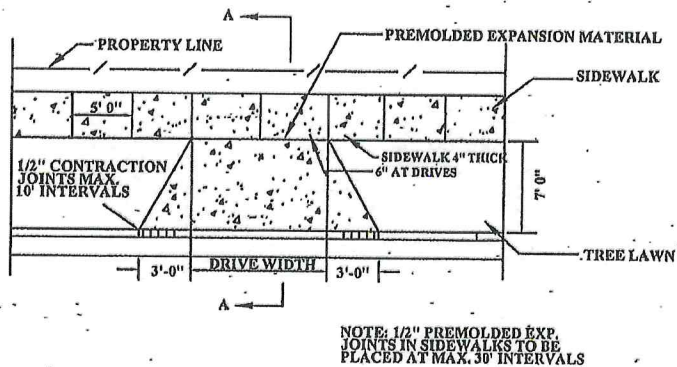 A
PROPERTY LINE
PREMOLDED EXPANSION MATERIAL
SIDEWALK
5' 0"
1/2" CONTRACTION
JOINTS MAX.
10' INTERVALS
SIDEWALK 4" THICK
6" AT DRIVES
7' 0"
TREE LAWN
3'-0"
DRIVE WIDTH
3'-0"
A
NOTE: 1/2" PREMOLDED EXP.
JOINTS IN SIDEWALKS TO BE
PLACED AT MAX. 30' INTERVALS